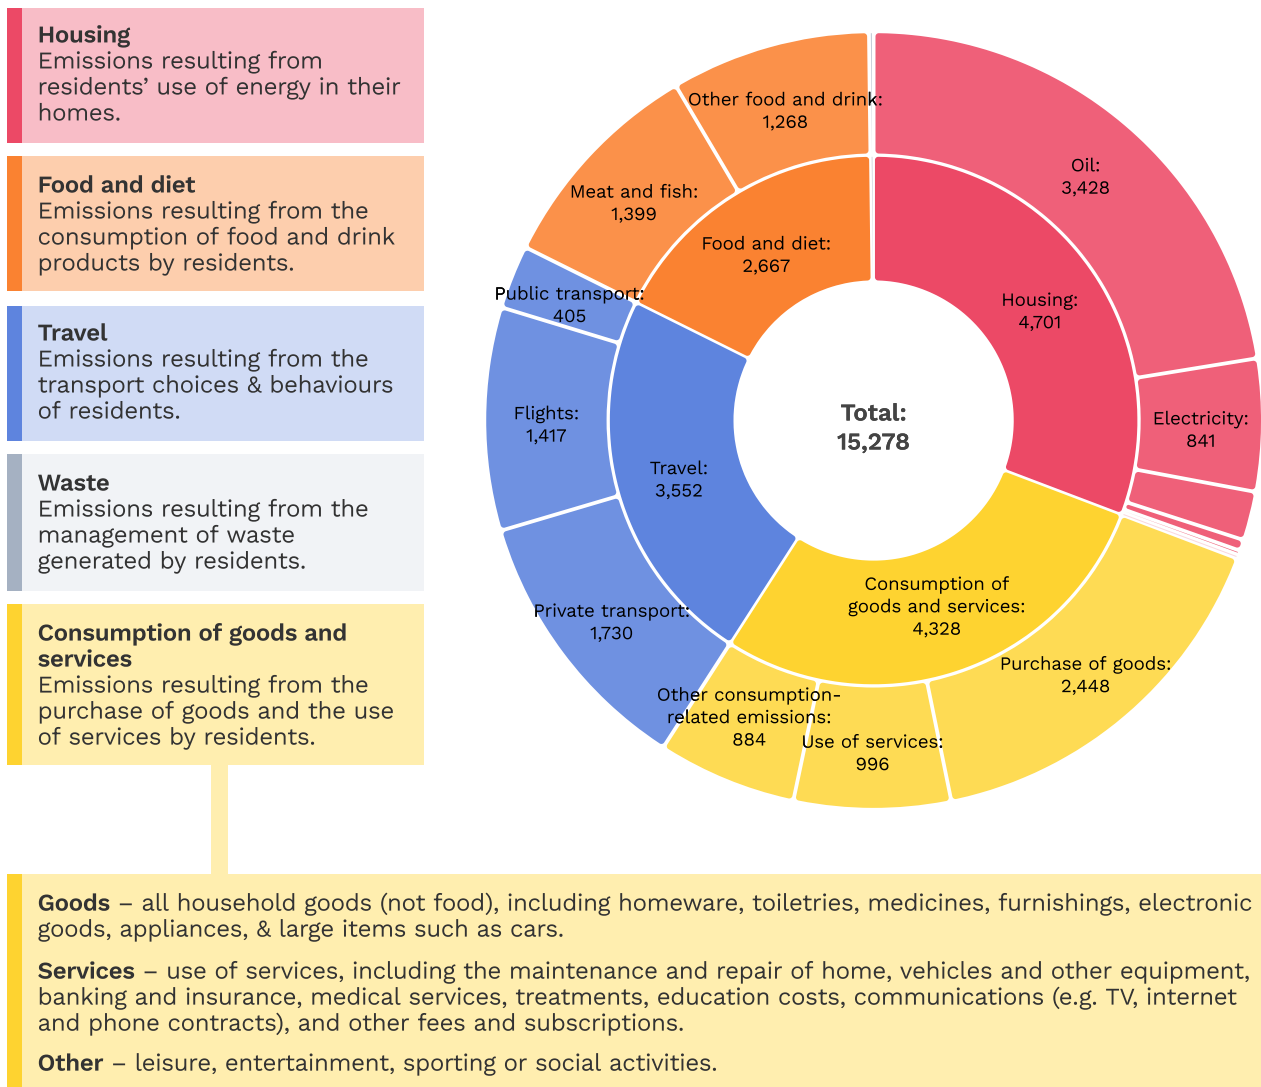 Housing
Emissions resulting from
residents’ use of energy in their
homes.
Food and diet
Emissions resulting from the
consumption of food and drink
products by residents.
Travel
Emissions resulting from the
transport choices & behaviours
of residents.
Waste
Emissions resulting from the
management of waste
generated by residents.
Consumption of goods and
services
Emissions resulting from the
purchase of goods and the use
of services by residents.
Other food and drink:
1,268
Oil:
3,428
Meat and fish:
1,399
Food and diet:
2,667
Housing:
4,701
Public transport:
405
Flights:
1,417
Total:
15,278
Electricity:
841
Travel:
3,552
Consumption of
goods and services:
4,328
Private transport:
1,730
Purchase of goods:
2,448
Other consumption-
related emissions:
884
Use of services:
996
Goods – all household goods (not food), including homeware, toiletries, medicines, furnishings, electronic
goods, appliances, & large items such as cars.
Services – use of services, including the maintenance and repair of home, vehicles and other equipment,
banking and insurance, medical services, treatments, education costs, communications (e.g. TV, internet
and phone contracts), and other fees and subscriptions.
Other – leisure, entertainment, sporting or social activities.